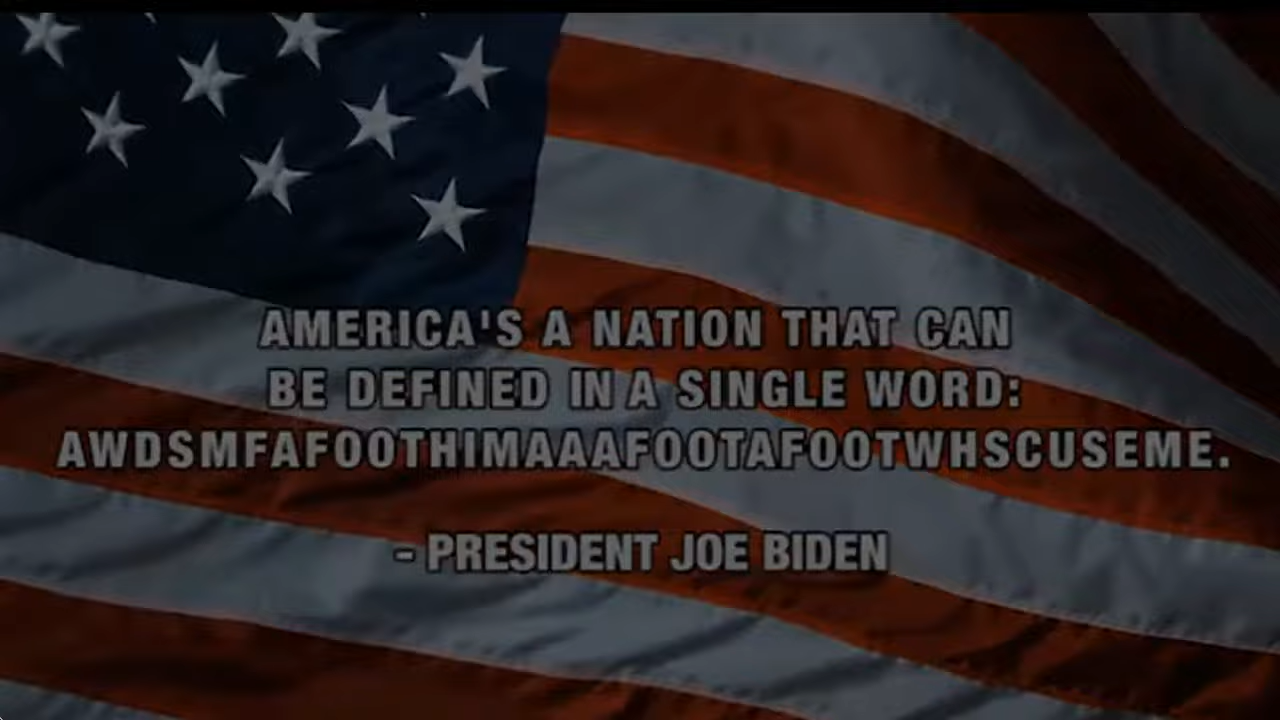 AMERICA'S A NATION THAT CAN
BE DEFINED IN A SINGLE WORD:
AWDSMFAFOOTHIMAAAFOOTAFOOTWHSCUSEME.
- PRESIDENT JOE BIDEN